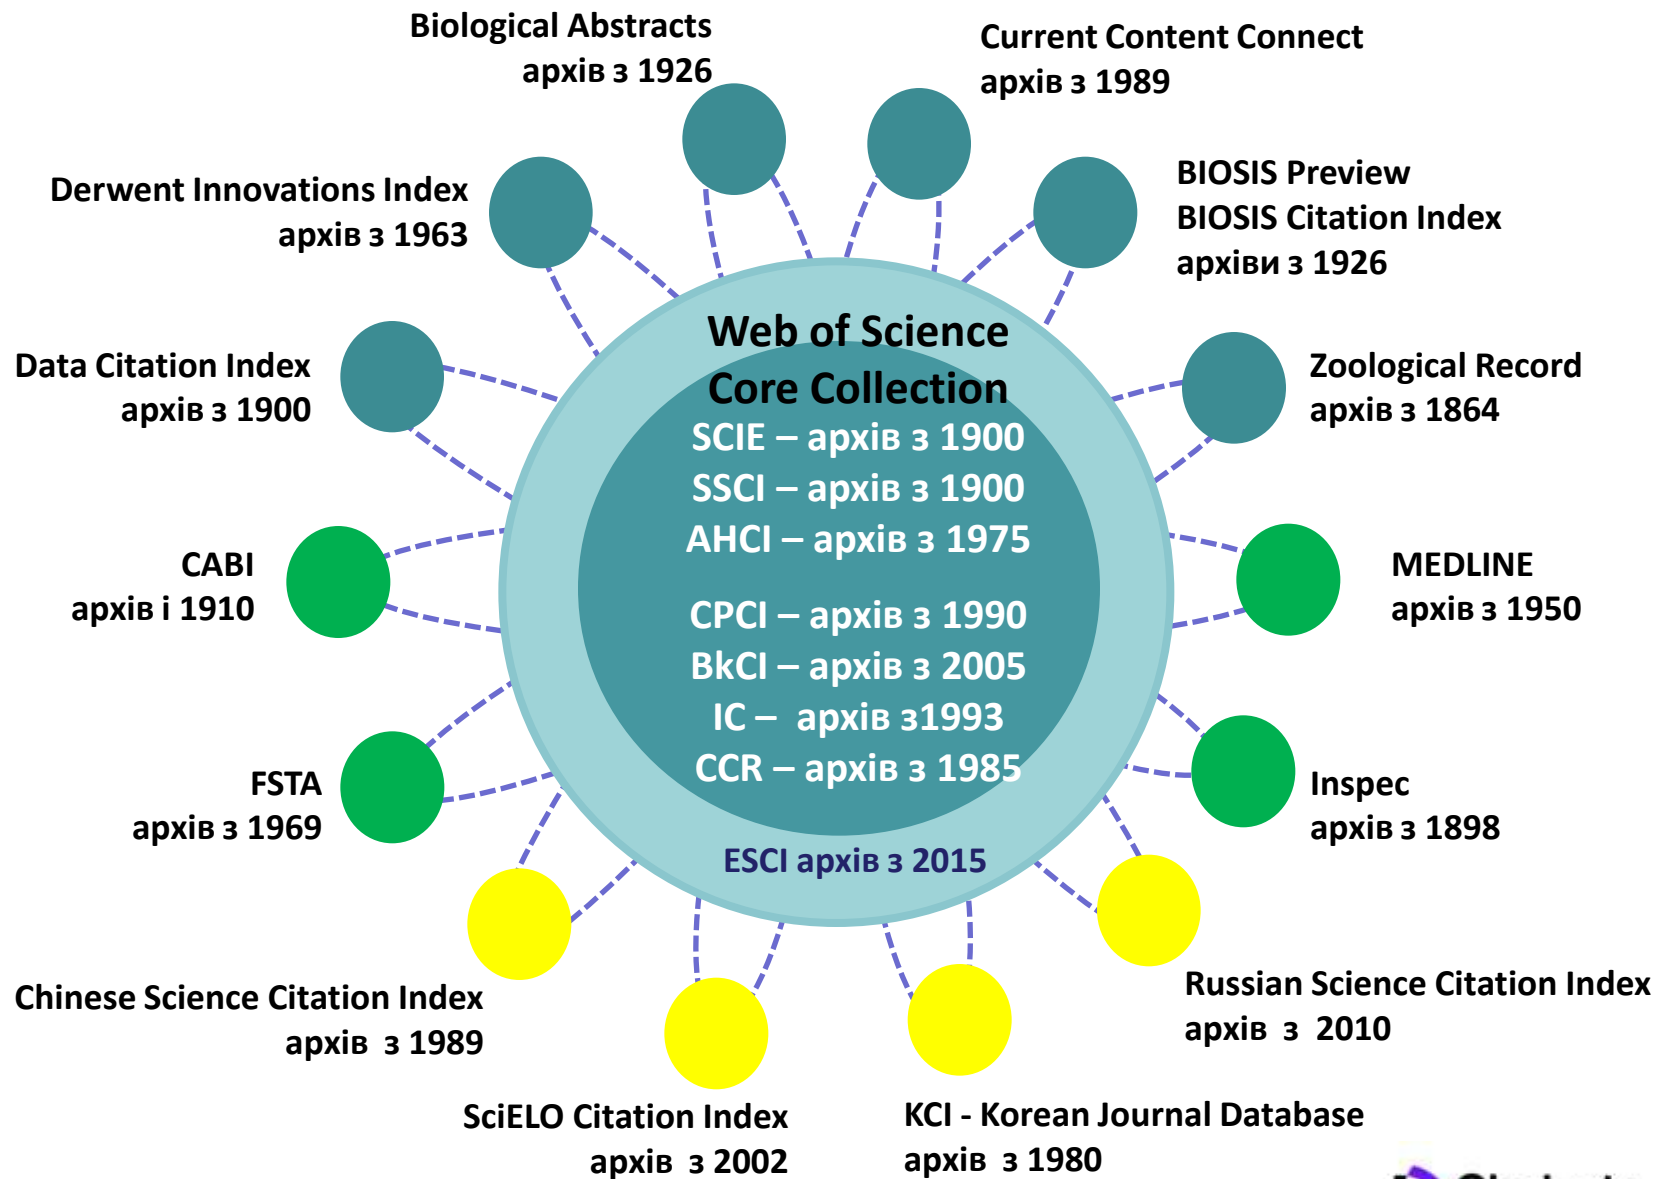 Biological Abstracts
архів з 1926
Current Content Connect
архів з 1989
Derwent Innovations Index
архів з 1963
BIOSIS Preview
BIOSIS Citation Index
архіви з 1926
Data Citation Index
архів з 1900
Zoological Record
архів з 1864
Web of Science
Core Collection
SCIE – архів з 1900
SSCI – архів з 1900
AHCI – архів з 1975
CPCI – архів з 1990
BkCI – архів з 2005
IC – архів з1993
CCR – архів з 1985
ESCI архів з 2015
CABI
архів і 1910
MEDLINE
архів з 1950
FSTA
архів з 1969
Inspec
архів з 1898
Chinese Science Citation Index
архів з 1989
Russian Science Citation Index
архів з 2010
SciELO Citation Index
архів з 2002
KCI - Korean Journal Database
архів з 1980